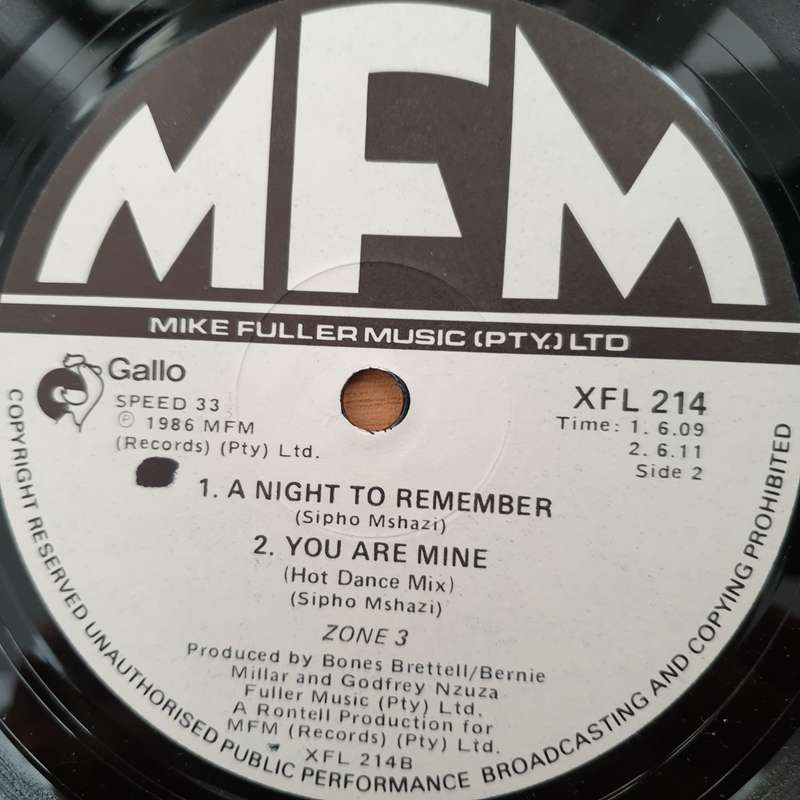 MFM
MIKE FULLER MUSIC (PTY.) LTD
Gallo
SPEED 33
Ⓟ 1986 MFM
(Records) (Pty) Ltd.
XFL 214
Time: 1. 6.09
2. 6.11
Side 2
1. A NIGHT TO REMEMBER
(Sipho Mshazi)
2. YOU ARE MINE
(Hot Dance Mix)
(Sipho Mshazi)
ZONE 3
Produced by Bones Brettell/Bernie
Millar and Godfrey Nzuza
Fuller Music (Pty) Ltd.
A Rontell Production for
MFM (Records) (Pty) Ltd.
XFL 214B
COPYRIGHT RESERVED UNAUTHORISED PUBLIC PERFORMANCE BROADCASTING AND COPYING PROHIBITED